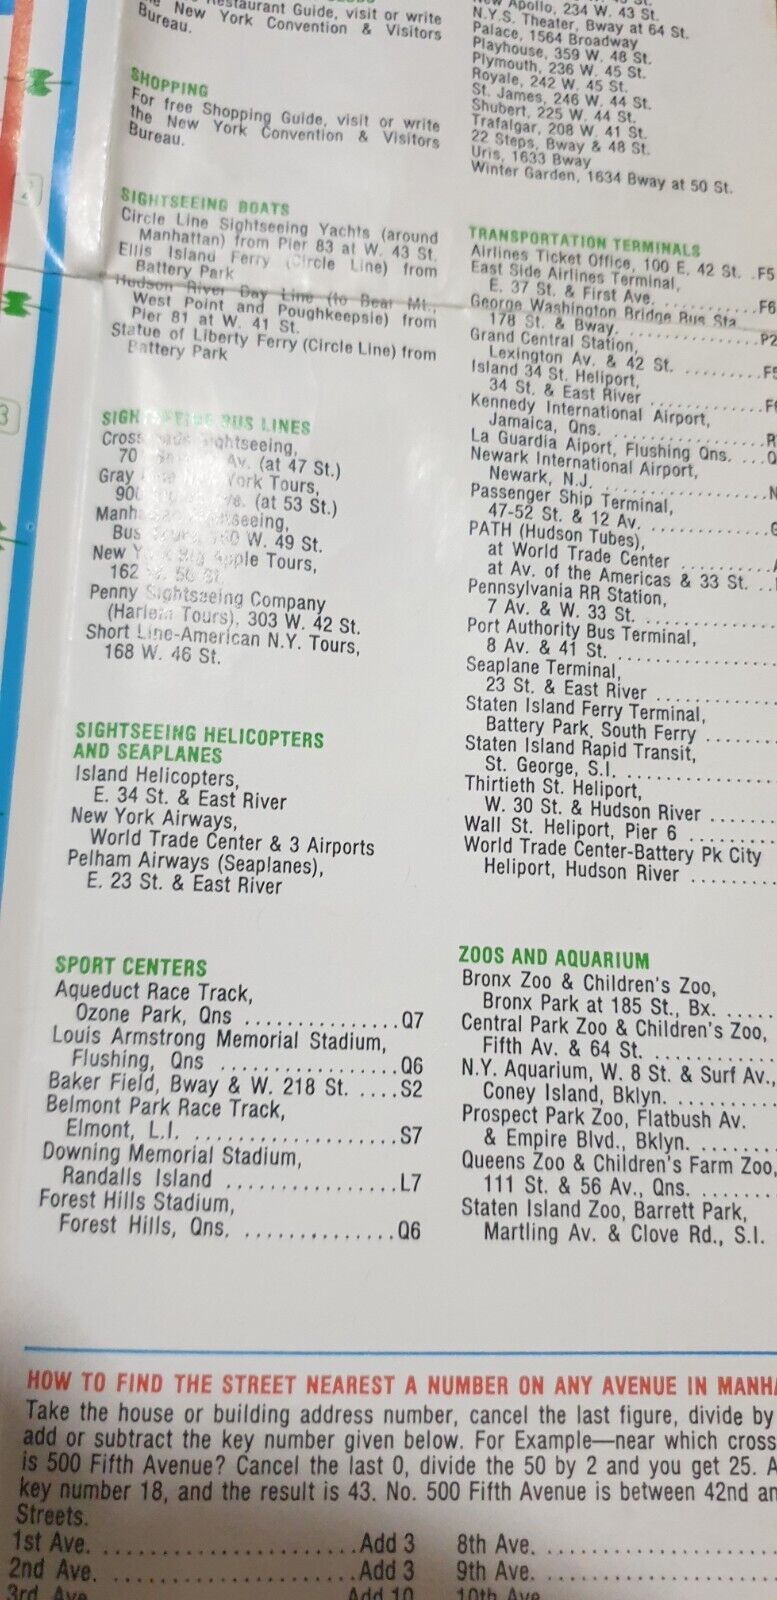 Restaurant Guide, visit or write
New York Convention & Visitors
Bureau.
SHOPPING
For free Shopping Guide, visit or write
the New York Convention & Visitors
Bureau.
SIGHTSEEING BOATS
Circle Line Sightseeing Yachts (around
Manhattan) from Pier 83 at W. 43 St.
Ellis Island Ferry (Circle Line) from
Battery Park
Hudson River Day Line (to Bear Mt.,
West Point and Poughkeepsie) from
Pier 81 at W. 41 St.
Statue of Liberty Ferry (Circle Line) from
Battery Park
SIGHTSEEING BUS LINES
Sightseeing,
Av. (at 47 St.)
Gray York Tours,
(at 53 St.)
Sightseeing,
Bus W. 49 St.
New Apple Tours,
162
Penny Sightsaeing Company
(Harlem Tours), 303 W. 42 St.
Short Line-American N.Y. Tours,
168 W. 46 St.
SIGHTSEEING HELICOPTERS
AND SEAPLANES
Island Helicopters,
E. 34 St. & East River
New York Airways,
World Trade Center & 3 Airports
Pelham Airways (Seaplanes),
E. 23 St. & East River
SPORT CENTERS
Aqueduct Race Track,
Ozone Park, Qns ...............Q7
Louis Armstrong Memorial Stadium,
Flushing, Qns ..................Q6
Baker Field, Bway & W. 218 St. ....S2
Belmont Park Race Track,
Elmont, L.I. ....................S7
Downing Memorial Stadium,
Randalls Island .................L7
Forest Hills Stadium,
Forest Hills, Qns. ...............Q6
New Apollo, 234 W. 43 St.
N.Y.S. Theater, Bway at 64 St.
Palace, 1564 Broadway
Playhouse, 359 W. 48 St.
Plymouth, 236 W. 45 St.
Royale, 242 W. 45 St.
St. James, 246 W. 44 St.
Shubert, 225 W. 44 St.
Trafalgar, 208 W. 41 St.
22 Steps, Bway & 48 St.
Uris, 1633 Bway
Winter Garden, 1634 Bway at 50 St.
TRANSPORTATION TERMINALS
Airlines Ticket Office, 100 E. 42 St. .F5
East Side Airlines Terminal,
E. 37 St. & First Ave. ............F6
George Washington Bridge Bus Sta.
178 St. & Bway. ................P2
Grand Central Station,
Lexington Av. & 42 St. .........F5
Island 34 St. Heliport,
34 St. & East River ............
Kennedy International Airport,
Jamaica, Qns. .................
La Guardia Aiport, Flushing Qns. ....
Newark International Airport,
Newark, N.J. ..................
Passenger Ship Terminal,
47-52 St. & 12 Av. .............
PATH (Hudson Tubes),
at World Trade Center ..........
at Av. of the Americas & 33 St. ..
Pennsylvania RR Station,
7 Av. & W. 33 St. ..............
Port Authority Bus Terminal,
8 Av. & 41 St. .................
Seaplane Terminal,
23 St. & East River .............
Staten Island Ferry Terminal,
Battery Park, South Ferry ........
Staten Island Rapid Transit,
St. George, S.I. .................
Thirtieth St. Heliport,
W. 30 St. & Hudson River ........
Wall St. Heliport, Pier 6 ..........
World Trade Center-Battery Pk City
Heliport, Hudson River ..........
ZOOS AND AQUARIUM
Bronx Zoo & Children's Zoo,
Bronx Park at 185 St., Bx. .....
Central Park Zoo & Children's Zoo,
Fifth Av. & 64 St. ............
N.Y. Aquarium, W. 8 St. & Surf Av.,
Coney Island, Bklyn. ..........
Prospect Park Zoo, Flatbush Av.
& Empire Blvd., Bklyn. ........
Queens Zoo & Children's Farm Zoo,
111 St. & 56 Av., Qns. ........
Staten Island Zoo, Barrett Park,
Martling Av. & Clove Rd., S.I.
HOW TO FIND THE STREET NEAREST A NUMBER ON ANY AVENUE IN
Take the house or building address number, cancel the last figure, divide by
add or subtract the key number given below. For Example—near which cross
is 500 Fifth Avenue? Cancel the last 0, divide the 50 by 2 and you get 25.
key number 18, and the result is 43. No. 500 Fifth Avenue is between 42nd
Streets.
1st Ave. ........................Add 3 8th Ave. ...................
2nd Ave. .......................Add 3 9th Ave. ...................
3rd Ave Add 10 10th Ave